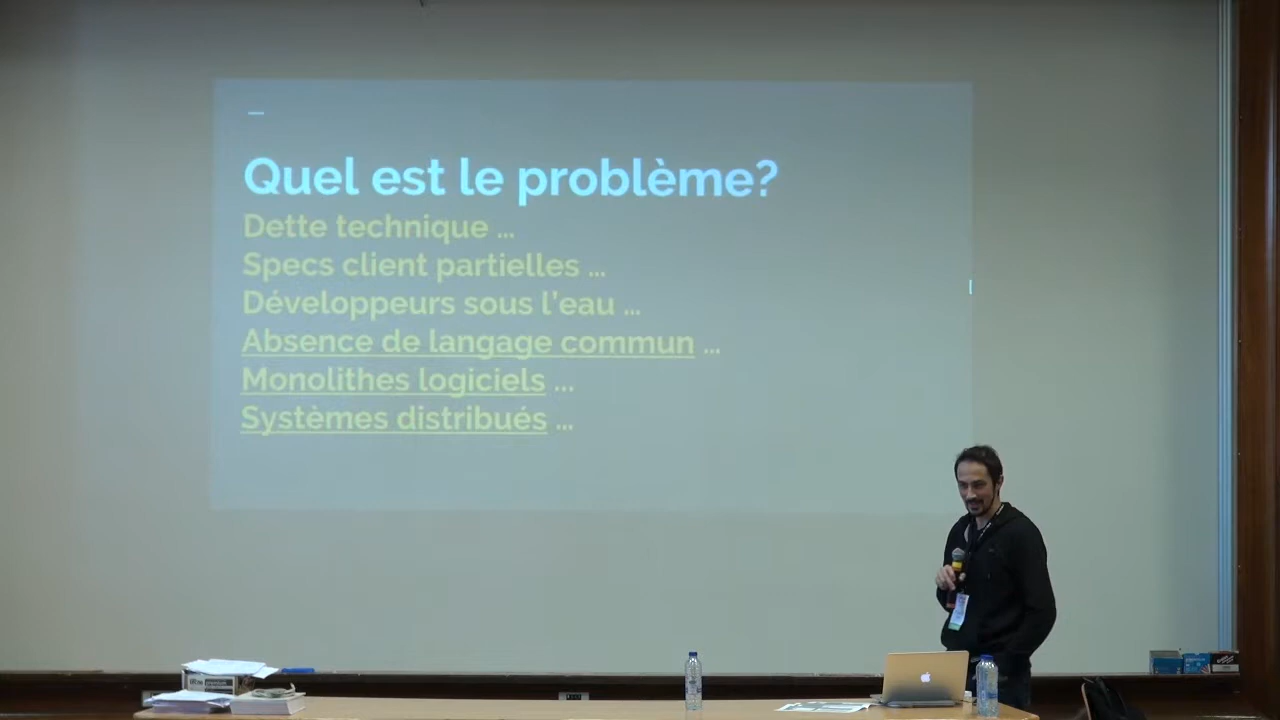 Quel est le problème?
Dette technique ...
Specs client partielles ...
Développeurs sous l'eau ...
Absence de langage commun ...
Monolithes logiciels ...
Systèmes distribués ...